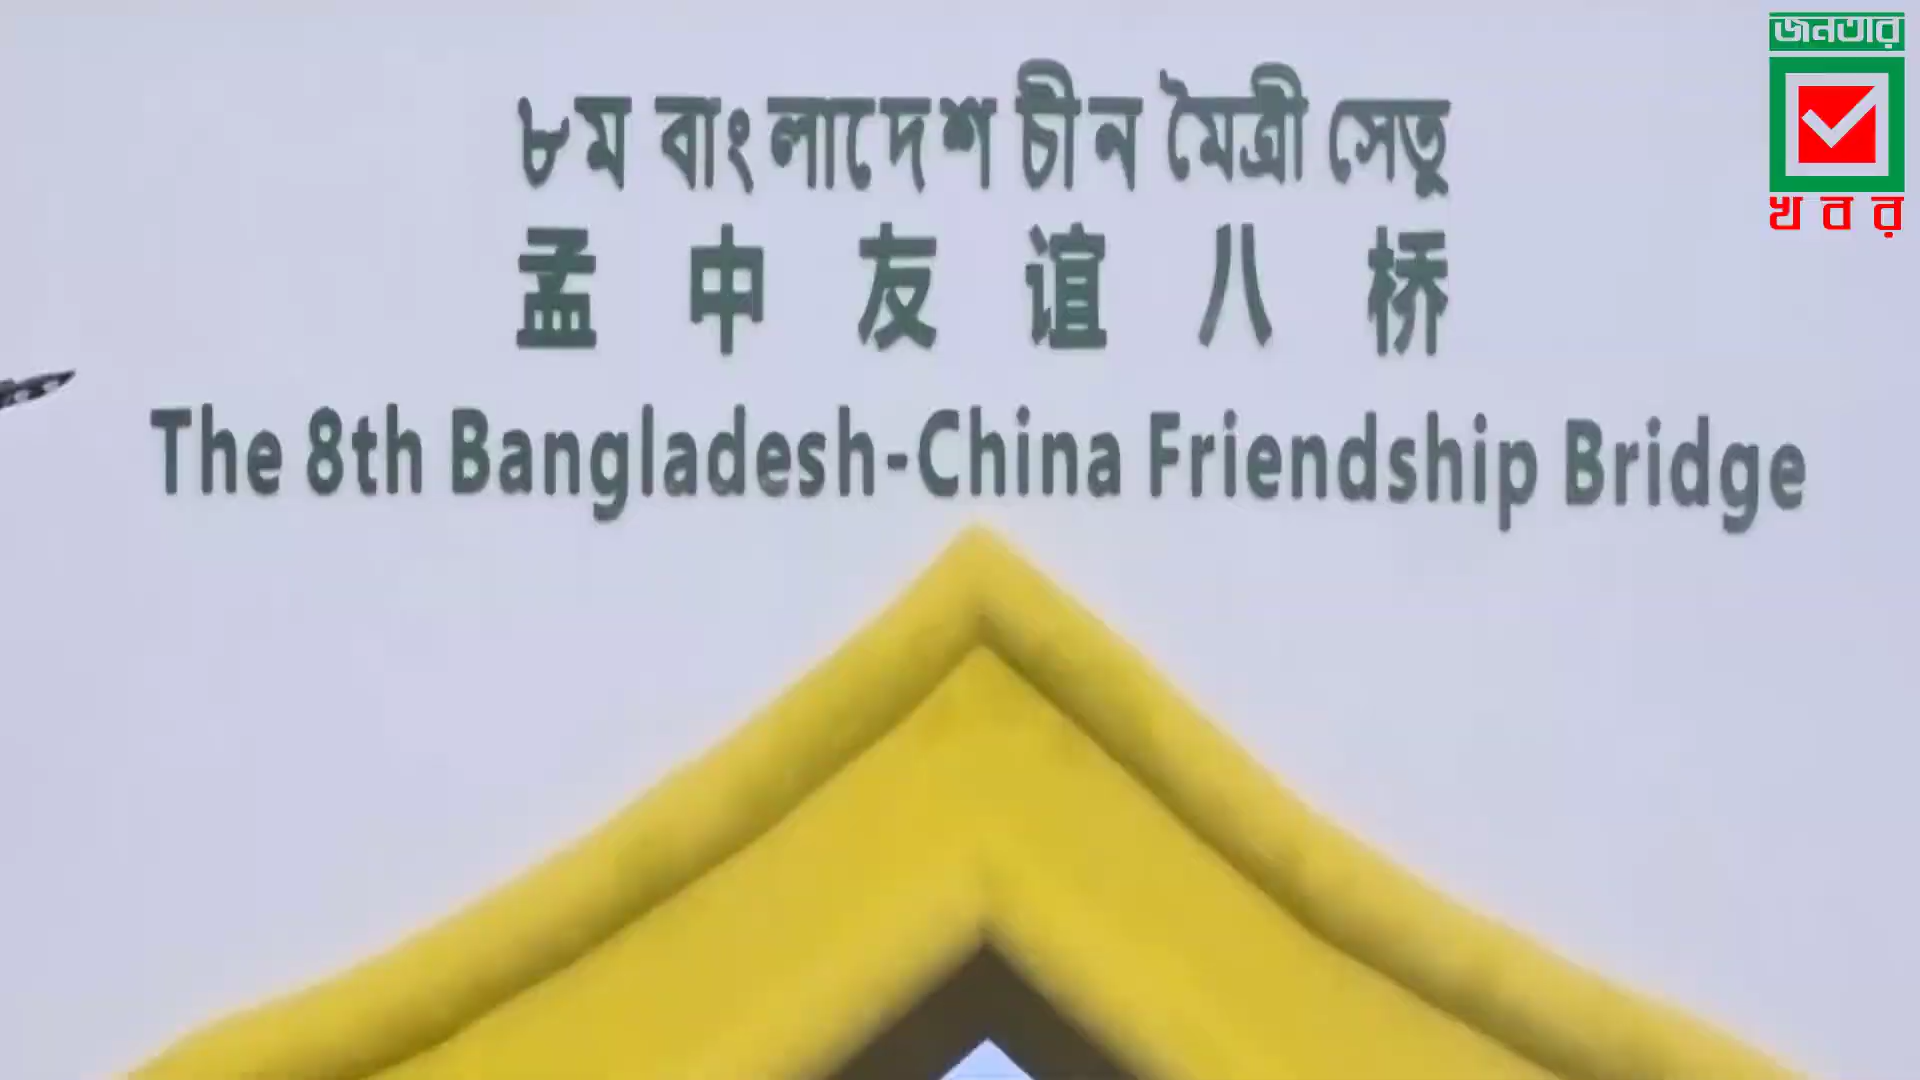 ৮ম বাংলাদেশ চীন মৈত্রী সেতু
孟中友谊八桥
The 8th Bangladesh-China Friendship Bridge
জনতার
খবর